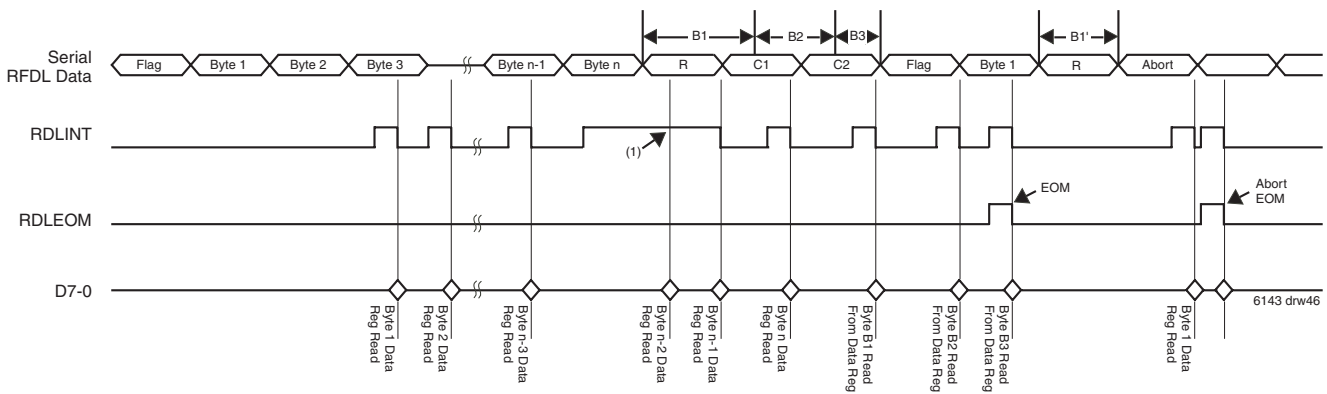 B1 B2 B3 B1'
Serial
RFDL Data
Flag Byte 1 Byte 2 Byte 3 Byte n-1 Byte n R C1 C2 Flag Byte 1 R Abort
RDLINT
(1)
RDLEOM
EOM
Abort
EOM
D7-0
6143 drw46
Byte 1 Data
Reg Read
Byte 2 Data
Reg Read
Byte n-3 Data
Reg Read
Byte n-2 Data
Reg Read
Byte n-1 Data
Reg Read
Byte n Data
Reg Read
Byte B1 Read
From Data Reg
Byte B2 Read
From Data Reg
Byte B3 Read
From Data Reg
Byte 1 Data
Reg Read